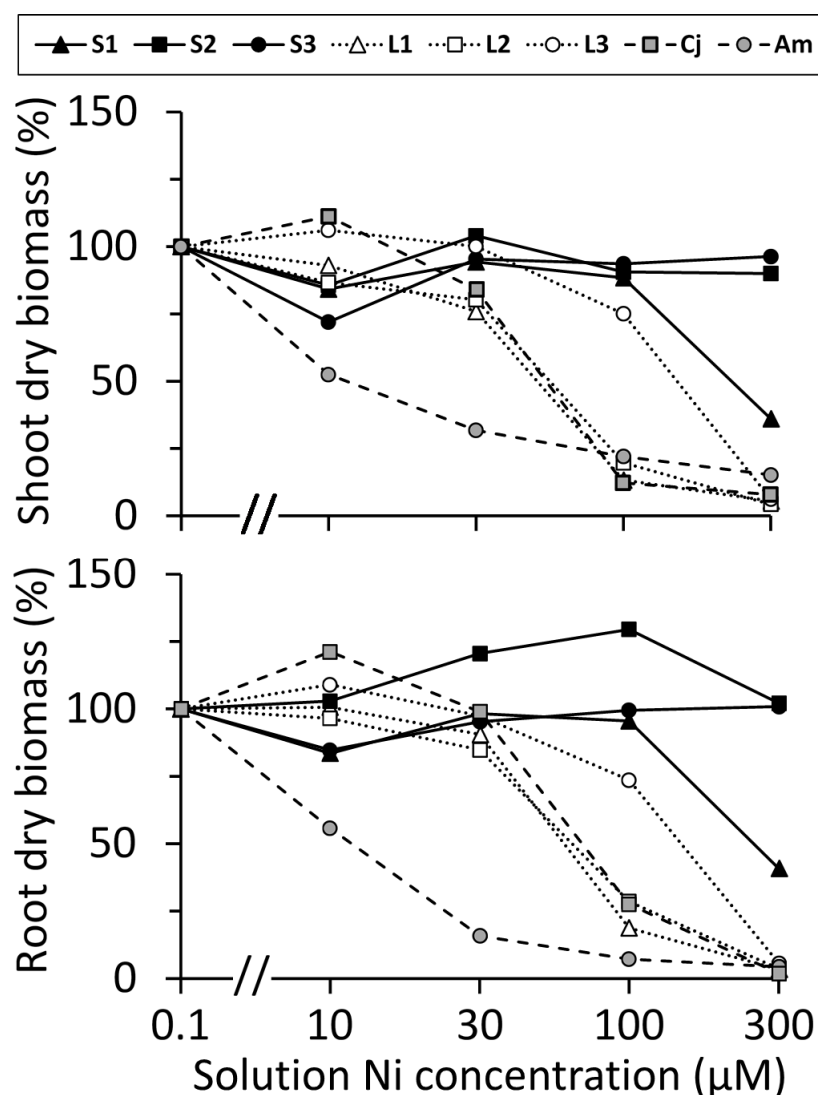 S1 S2 S3 L1 L2 L3 Cj Am
150
100
50
0
Shoot dry biomass (%)
150
100
50
0
Root dry biomass (%)
0.1 10 30 100 300
Solution Ni concentration (μM)